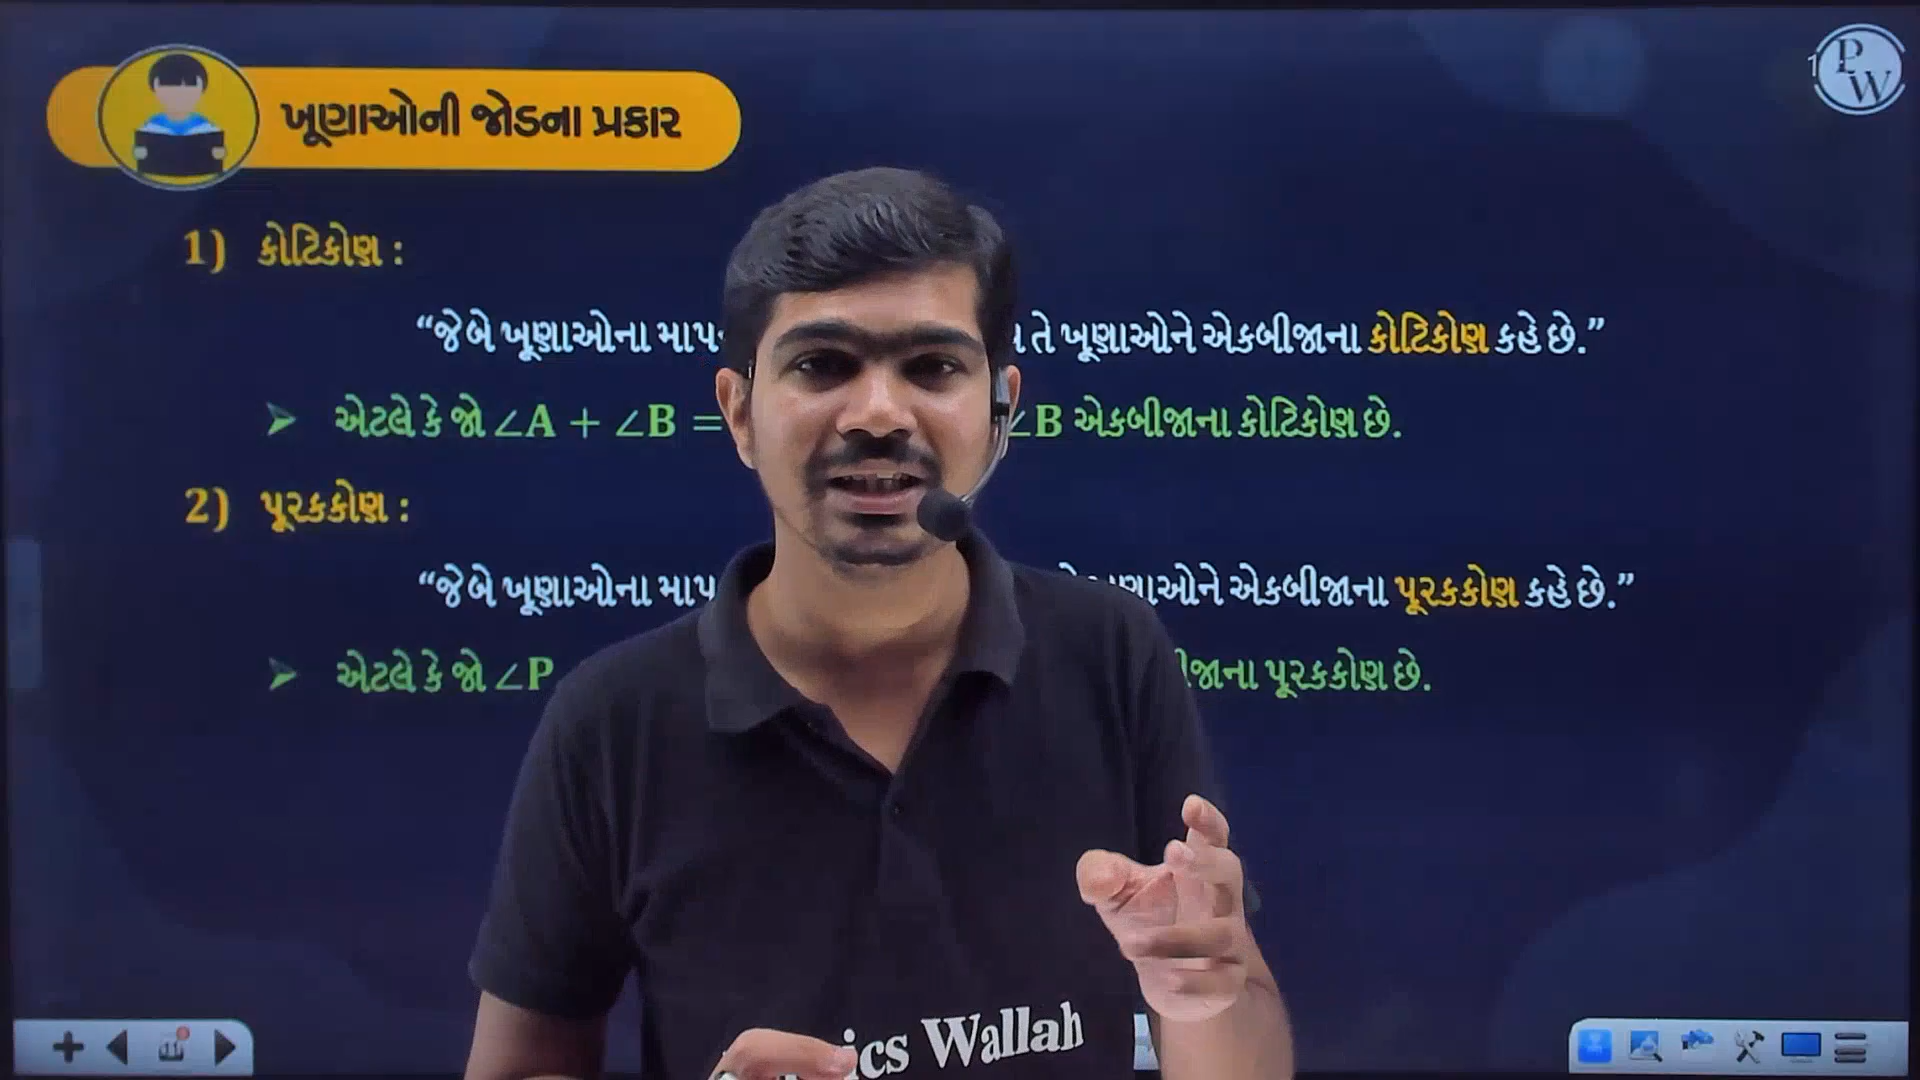 ખૂણાઓની જોડના પ્રકાર
PW
1) કોટિકોણ :
“જે બે ખૂણાઓના તે ખૂણાઓને એકબીજાના કોટિકોણ કહે છે.”
➤ એટલે કે જો ∠A + ∠B = ∠B એકબીજાના કોટિકોણ છે.
2) પૂરકકોણ :
“જે બે ખૂણાઓના એકબીજાના પૂરકકોણ કહે છે.”
➤ એટલે કે જો ∠P પૂરકકોણ છે.
Wallah